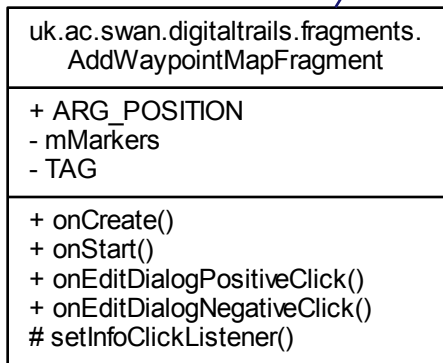 uk.ac.swan.digitaltrails.fragments.
AddWaypointMapFragment
+ ARG_POSITION
- mMarkers
- TAG
+ onCreate()
+ onStart()
+ onEditDialogPositiveClick()
+ onEditDialogNegativeClick()
# setInfoClickListener()